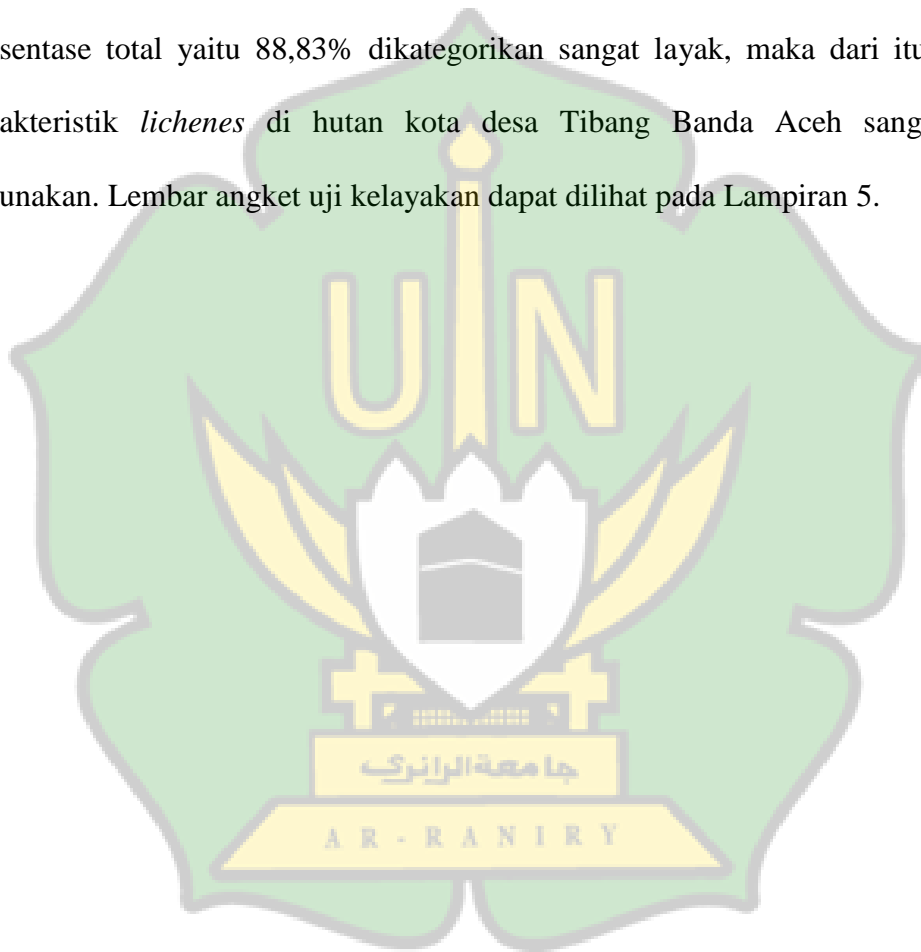 sentase total yaitu 88,83% dikategorikan sangat layak, maka dari itu
akteristik lichenes di hutan kota desa Tibang Banda Aceh sang
unakan. Lembar angket uji kelayakan dapat dilihat pada Lampiran 5.
UIN
جامعة الرانري
AR-RANIRY